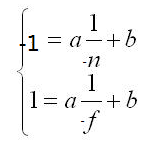 -1 = a 1/-n + b
1 = a 1/-f + b